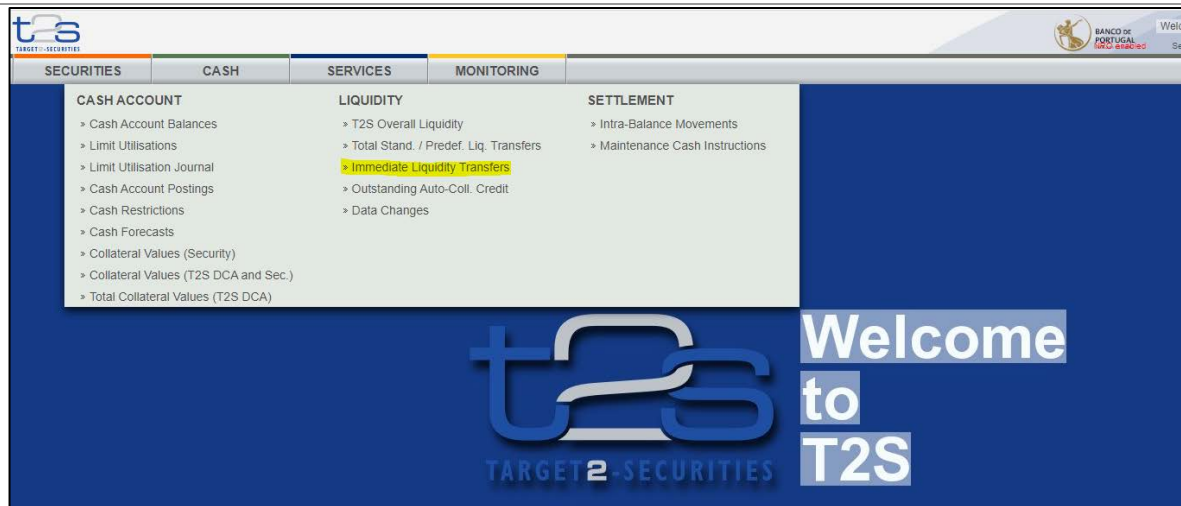 t2s
TARGET2-SECURITIES
BANCO DE
PORTUGAL
Welc
Se
SECURITIES CASH SERVICES MONITORING
CASH ACCOUNT
» Cash Account Balances
» Limit Utilisations
» Limit Utilisation Journal
» Cash Account Postings
» Cash Restrictions
» Cash Forecasts
» Collateral Values (Security)
» Collateral Values (T2S DCA and Sec.)
» Total Collateral Values (T2S DCA)
LIQUIDITY
» T2S Overall Liquidity
» Total Stand. / Predef. Liq. Transfers
» Immediate Liquidity Transfers
» Outstanding Auto-Coll. Credit
» Data Changes
SETTLEMENT
» Intra-Balance Movements
» Maintenance Cash Instructions
t2s
TARGET2-SECURITIES
Welcome
to
T2S